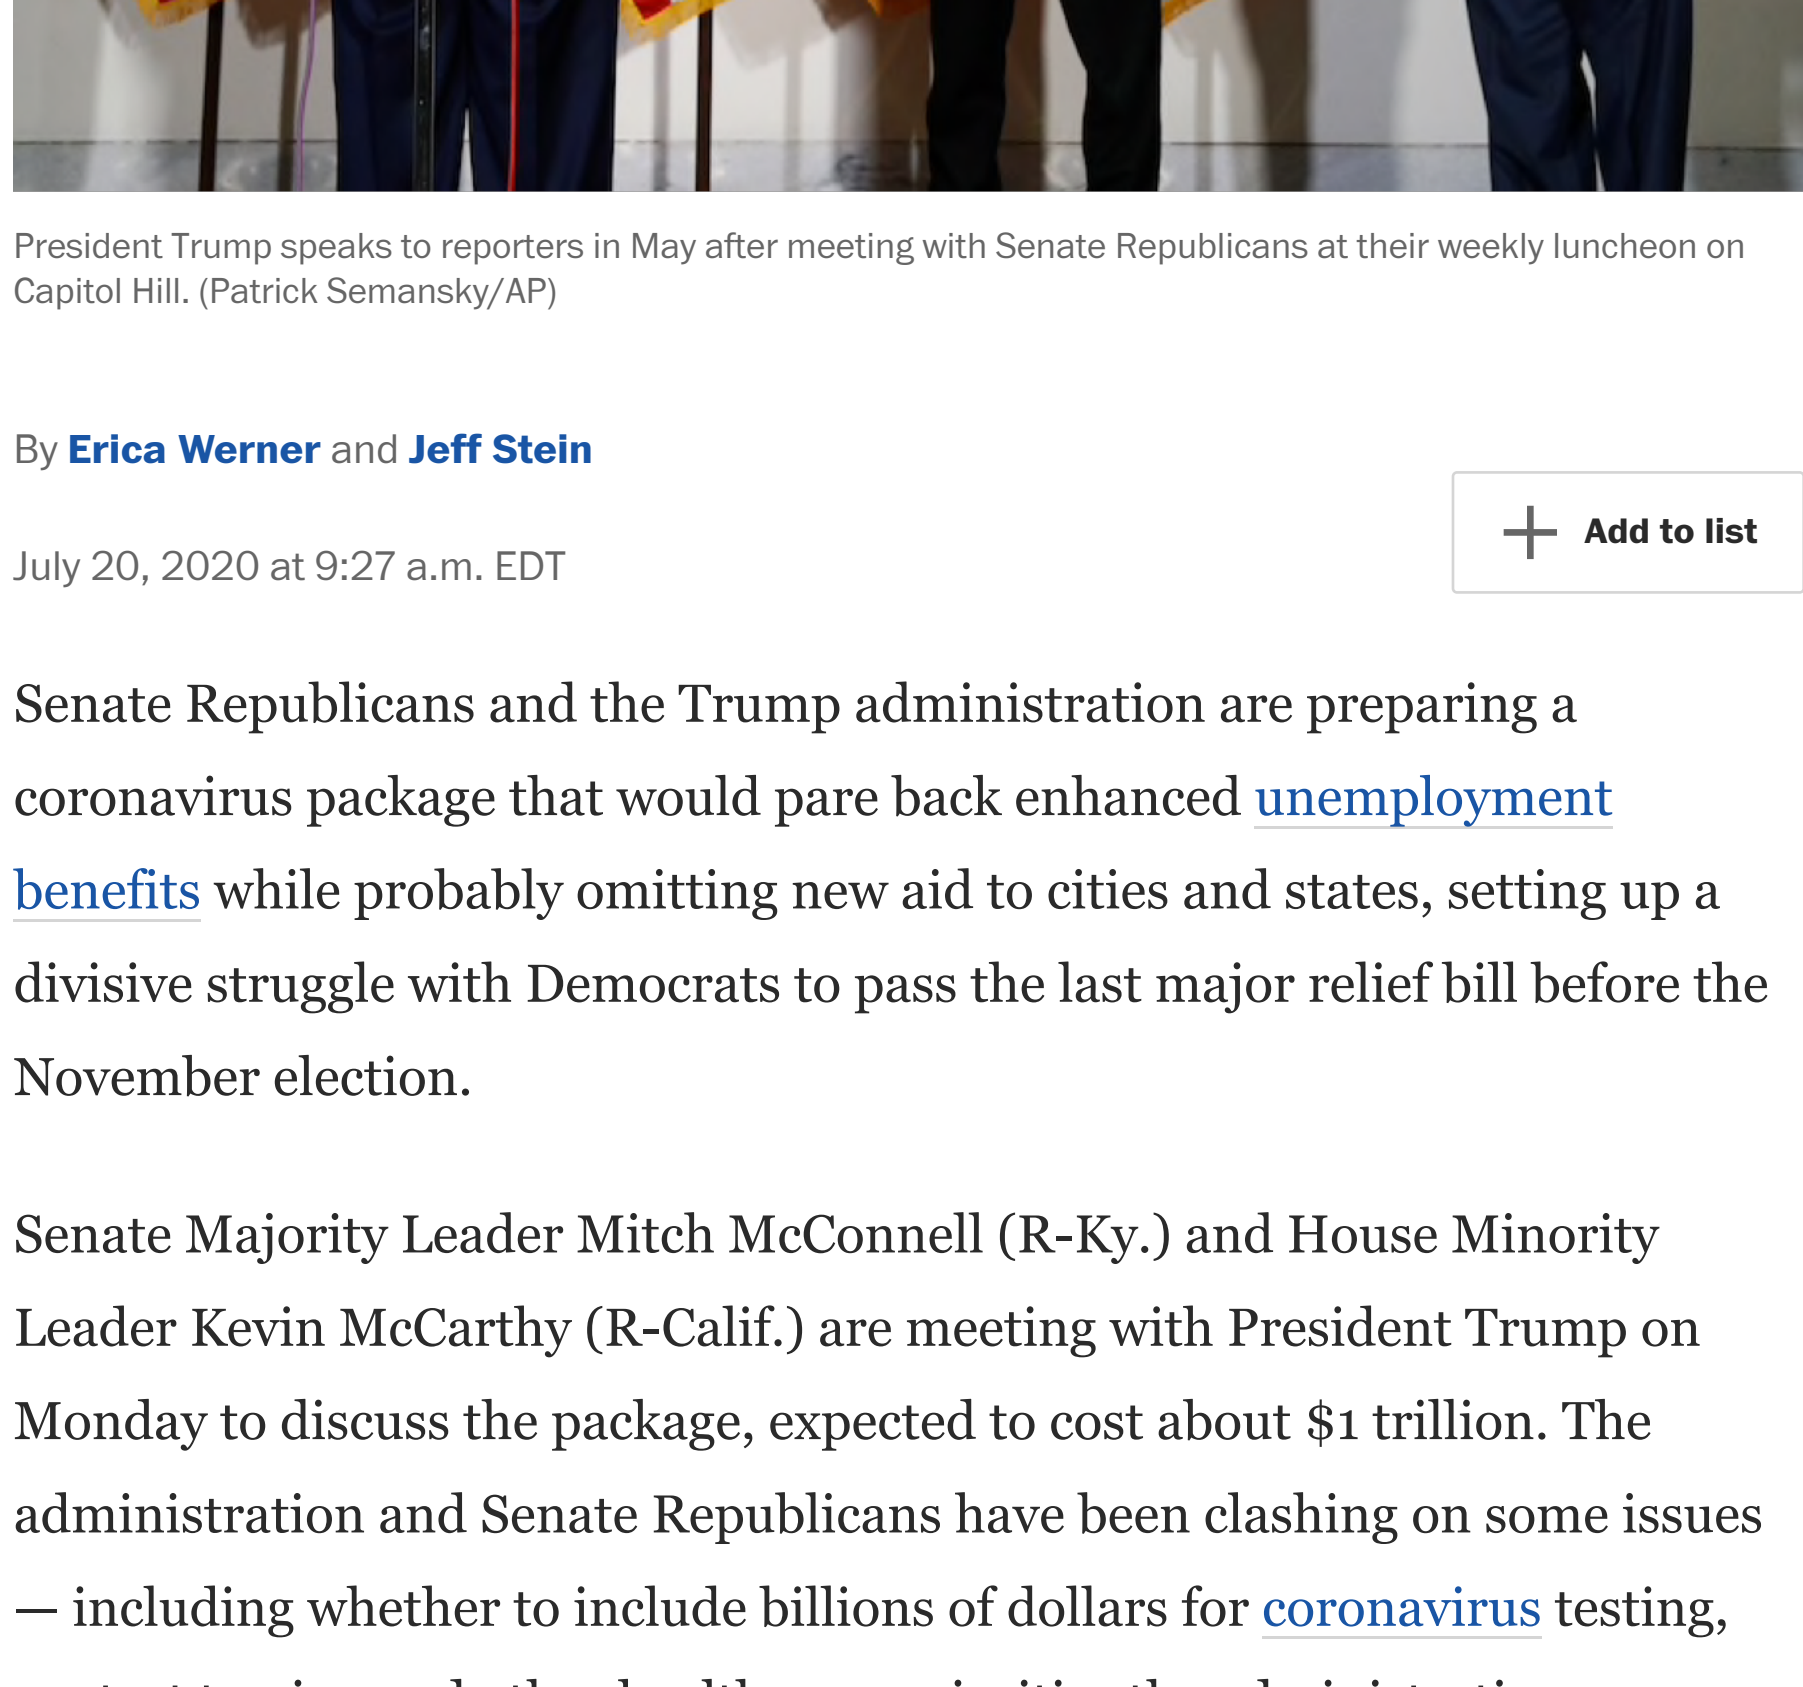 President Trump speaks to reporters in May after meeting with Senate Republicans at their weekly luncheon on
Capitol Hill. (Patrick Semansky/AP)
By Erica Werner and Jeff Stein
Add to list
July 20, 2020 at 9:27 a.m. EDT
Senate Republicans and the Trump administration are preparing a
coronavirus package that would pare back enhanced unemployment
benefits while probably omitting new aid to cities and states, setting up a
divisive struggle with Democrats to pass the last major relief bill before the
November election.
Senate Majority Leader Mitch McConnell (R-Ky.) and House Minority
Leader Kevin McCarthy (R-Calif.) are meeting with President Trump on
Monday to discuss the package, expected to cost about $1 trillion. The
administration and Senate Republicans have been clashing on some issues
— including whether to include billions of dollars for coronavirus testing,